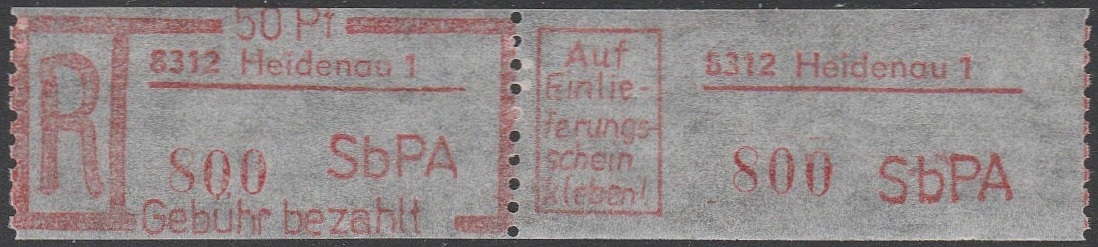 R
50 Pf
8312 Heidenau 1
800 SbPA
Gebühr bezahlt
Auf
Einlie-
ferungs-
schein
kleben!
8312 Heidenau 1
800 SbPA